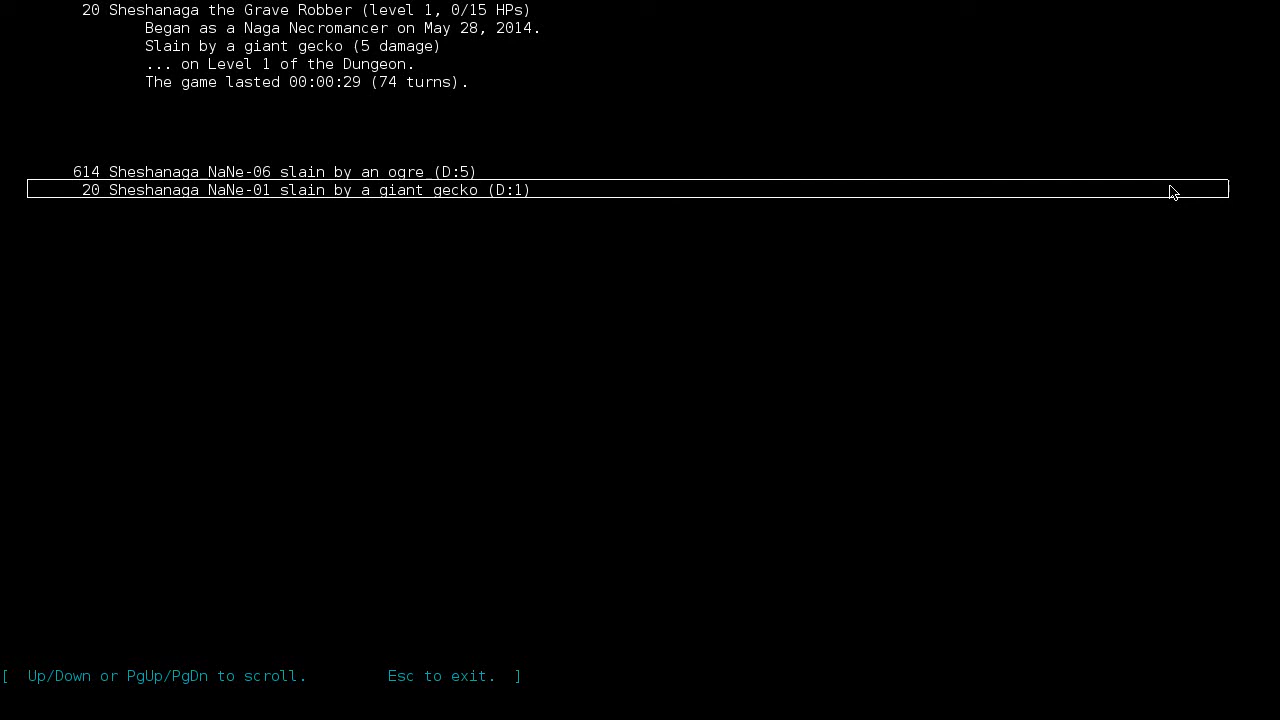 20 Sheshanaga the Grave Robber (level 1, 0/15 HPs)
Began as a Naga Necromancer on May 28, 2014.
Slain by a giant gecko (5 damage)
... on Level 1 of the Dungeon.
The game lasted 00:00:29 (74 turns).
614 Sheshanaga NaNe-06 slain by an ogre (D:5)
20 Sheshanaga NaNe-01 slain by a giant gecko (D:1)
[  Up/Down or PgUp/PgDn to scroll.         Esc to exit.  ]